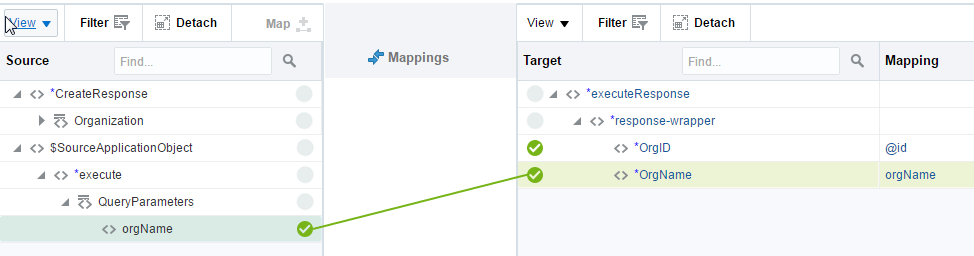 View Filter Detach Map View Filter Detach
Mappings
Source Find... Target Find... Mapping
*CreateResponse *executeResponse
Organization *response-wrapper
$SourceApplicationObject *OrgID @id
*execute *OrgName orgName
QueryParameters
orgName